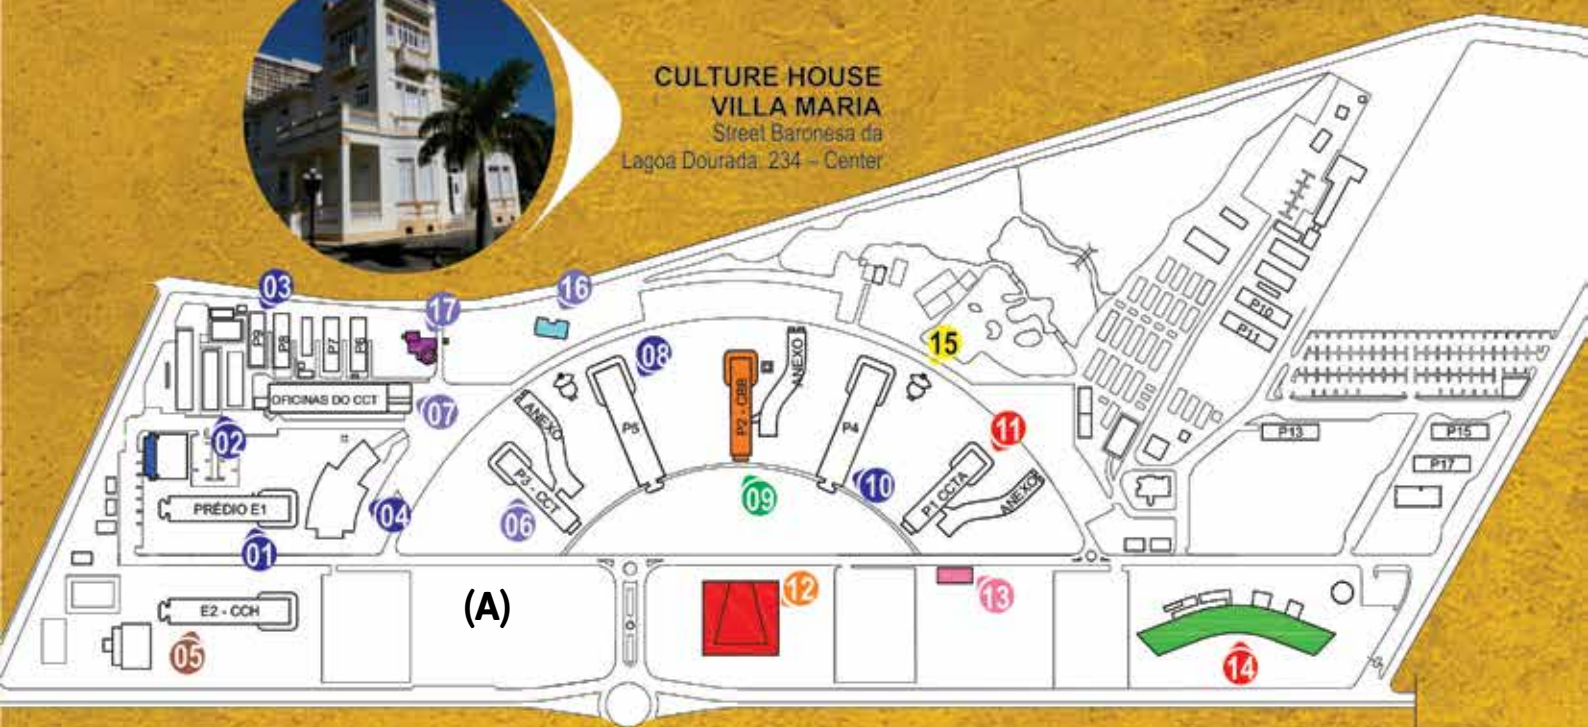 CULTURE HOUSE
VILLA MARIA
Street Baronesa da
Lagoa Dourada, 234 – Center
03
17
16
P9
P8
P7
P6
OFICINAS DO CCT
07
02
08
15
ANEXO
ANEXO
P5
P2 - CBB
P4
11
P3 - CCT
P1 CCTA
ANEXO
06
09
10
P10
P11
P13
P15
P17
PRÉDIO E1
04
01
E2 - CCH
05
(A)
12
13
14